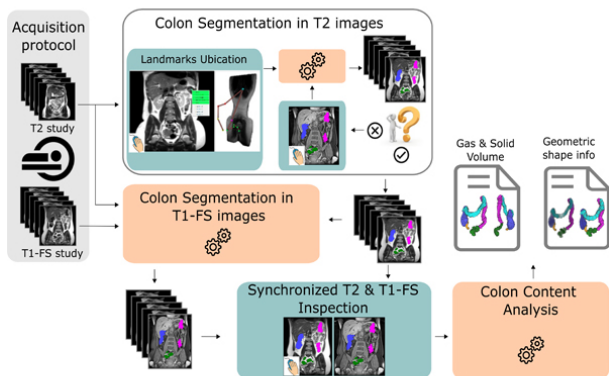 Acquisition
protocol
T2 study
T1-FS study
Colon Segmentation in T2 images
Landmarks Ubication
Colon Segmentation in
T1-FS images
Synchronized T2 & T1-FS
Inspection
Colon Content
Analysis
Gas & Solid
Volume
Geometric
shape info